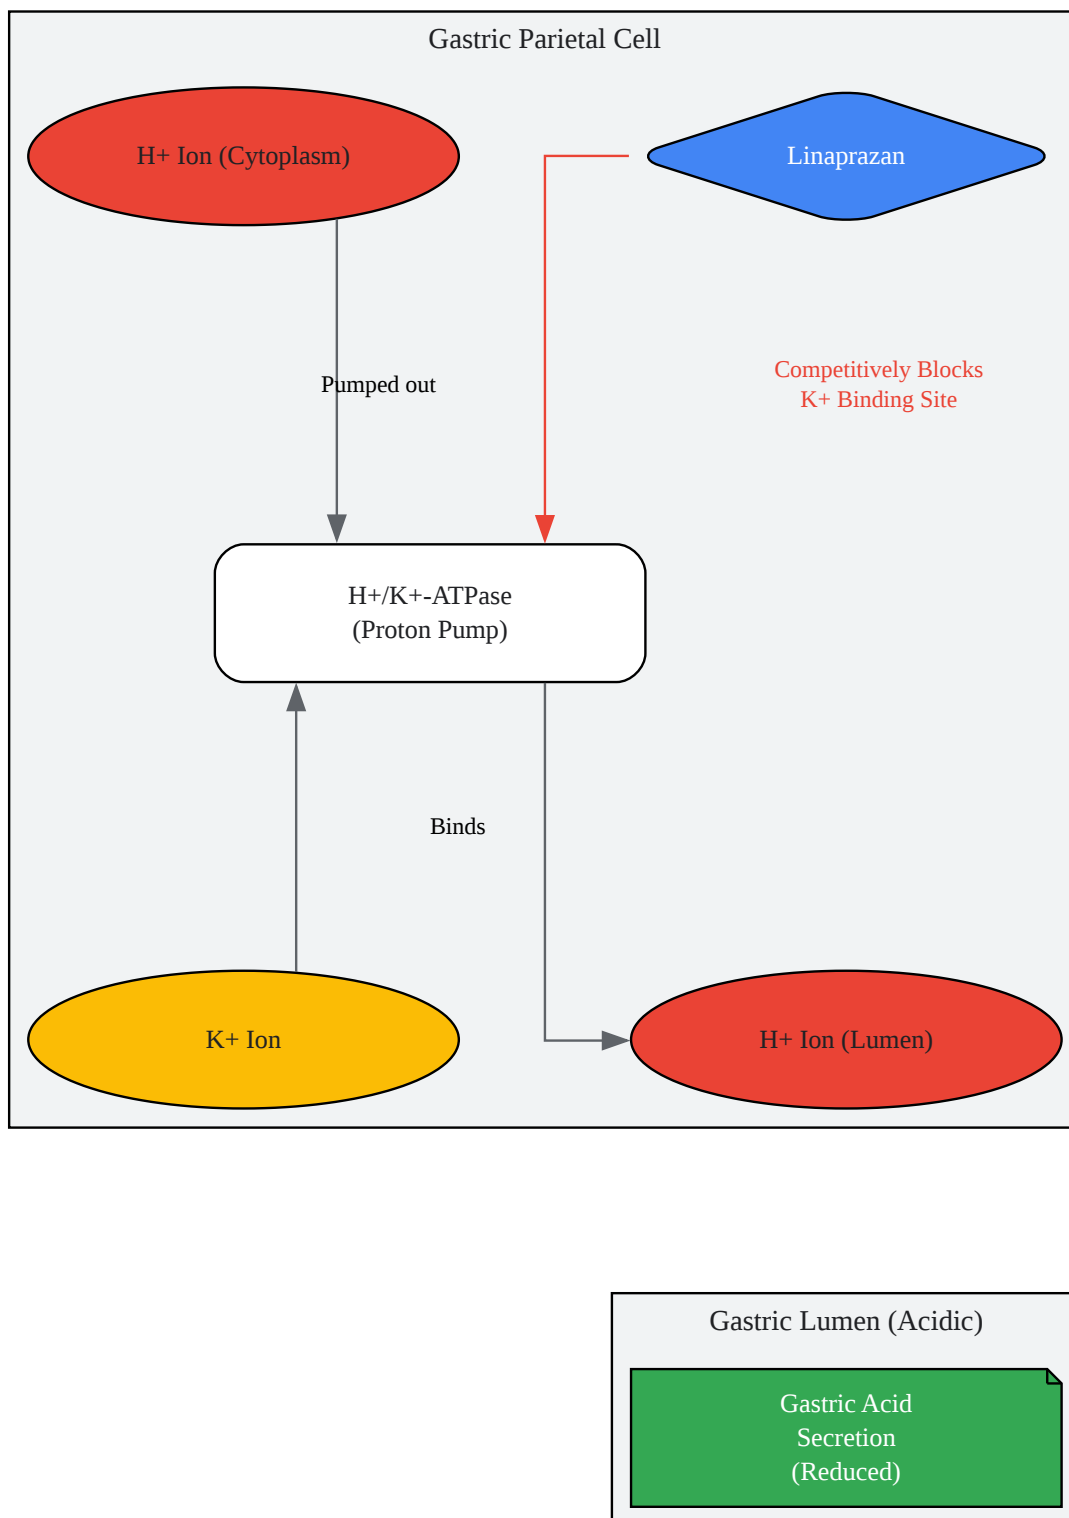 Gastric Parietal Cell
H+ Ion (Cytoplasm)
Linaprazan
Pumped out
Competitively Blocks
K+ Binding Site
H+/K+-ATPase
(Proton Pump)
Binds
K+ Ion
H+ Ion (Lumen)
Gastric Lumen (Acidic)
Gastric Acid
Secretion
(Reduced)